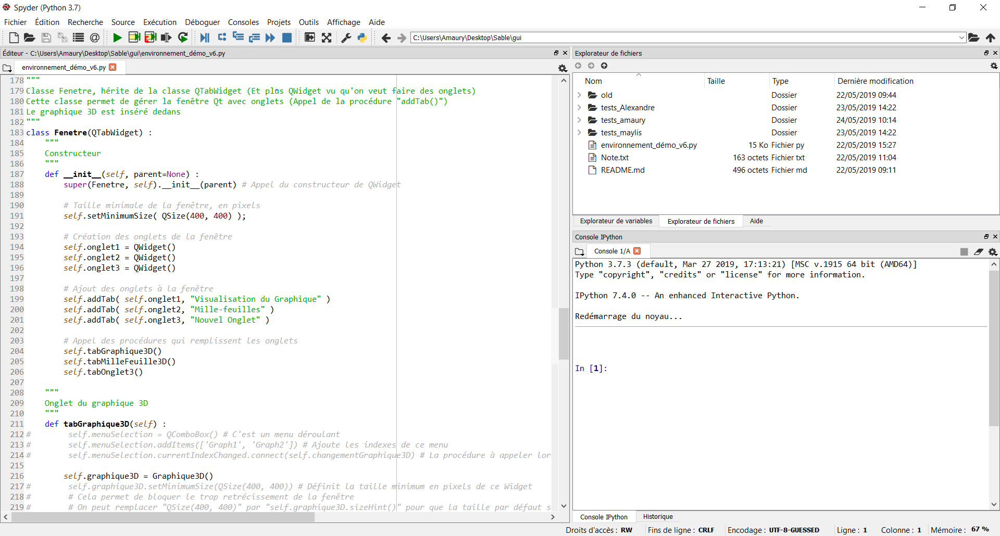 Spyder (Python 3.7)
Fichier Édition Recherche Source Exécution Déboguer Consoles Projets Outils Affichage Aide
C:\Users\Amaury\Desktop\Sable\gui
Éditeur - C:\Users\Amaury\Desktop\Sable\gui\environnement_démo_v6.py
environnement_démo_v6.py
178 """
179 Classe Fenetre, hérite de la classe QTabWidget (Et plus QWidget vu qu'on veut faire des onglets)
180 Cette classe permet de gérer la fenêtre Qt avec onglets (Appel de la procédure "addTab()")
181 Le graphique 3D est inséré dedans
182 """
183 class Fenetre(QTabWidget) :
184     """
185     Constructeur
186     """
187     def __init__(self, parent=None) :
188         super(Fenetre, self).__init__(parent) # Appel du constructeur de QWidget
189
190         # Taille minimale de la fenêtre, en pixels
191         self.setMinimumSize( QSize(400, 400) );
192
193         # Création des onglets de la fenêtre
194         self.onglet1 = QWidget()
195         self.onglet2 = QWidget()
196         self.onglet3 = QWidget()
197
198         # Ajout des onglets à la fenêtre
199         self.addTab( self.onglet1, "Visualisation du Graphique" )
200         self.addTab( self.onglet2, "Mille-feuilles" )
201         self.addTab( self.onglet3, "Nouvel Onglet" )
202
203         # Appel des procédures qui remplissent les onglets
204         self.tabGraphique3D()
205         self.tabMilleFeuille3D()
206         self.tabOnglet3()
207
208     """
209     Onglet du graphique 3D
210     """
211     def tabGraphique3D(self) :
212 #        self.menuSelection = QComboBox() # C'est un menu déroulant
213 #        self.menuSelection.addItems(['Graph1', 'Graph2']) # Ajoute les indexes de ce menu
214 #        self.menuSelection.currentIndexChanged.connect(self.changementGraphique3D) # La procédure à appeler lor
215
216         self.graphique3D = Graphique3D()
217 #        self.graphique3D.setMinimumSize(QSize(400, 400)) # Définit la taille minimum en pixels de ce Widget
218 #        # Cela permet de bloquer le trop retrécissement de la fenêtre
219 #        # On peut remplacer "QSize(400, 400)" par "self.graphique3D.sizeHint()" pour que la taille par défaut s
Explorateur de fichiers
Nom Taille Type Dernière modification
old Dossier 22/05/2019 09:44
tests_Alexandre Dossier 23/05/2019 14:22
tests_amaury Dossier 24/05/2019 10:14
tests_maylis Dossier 23/05/2019 14:22
environnement_démo_v6.py 15 Ko Fichier py 22/05/2019 15:27
Note.txt 163 octets Fichier txt 22/05/2019 11:04
README.md 496 octets Fichier md 22/05/2019 09:11
Explorateur de variables Explorateur de fichiers Aide
Console IPython
Console 1/A
Python 3.7.3 (default, Mar 27 2019, 17:13:21) [MSC v.1915 64 bit (AMD64)]
Type "copyright", "credits" or "license" for more information.
IPython 7.4.0 -- An enhanced Interactive Python.
Redémarrage du noyau...
In [1]:
Console IPython Historique
Droits d'accès : RW Fins de ligne : CRLF Encodage : UTF-8-GUESSED Ligne : 1 Colonne : 1 Mémoire : 67 %